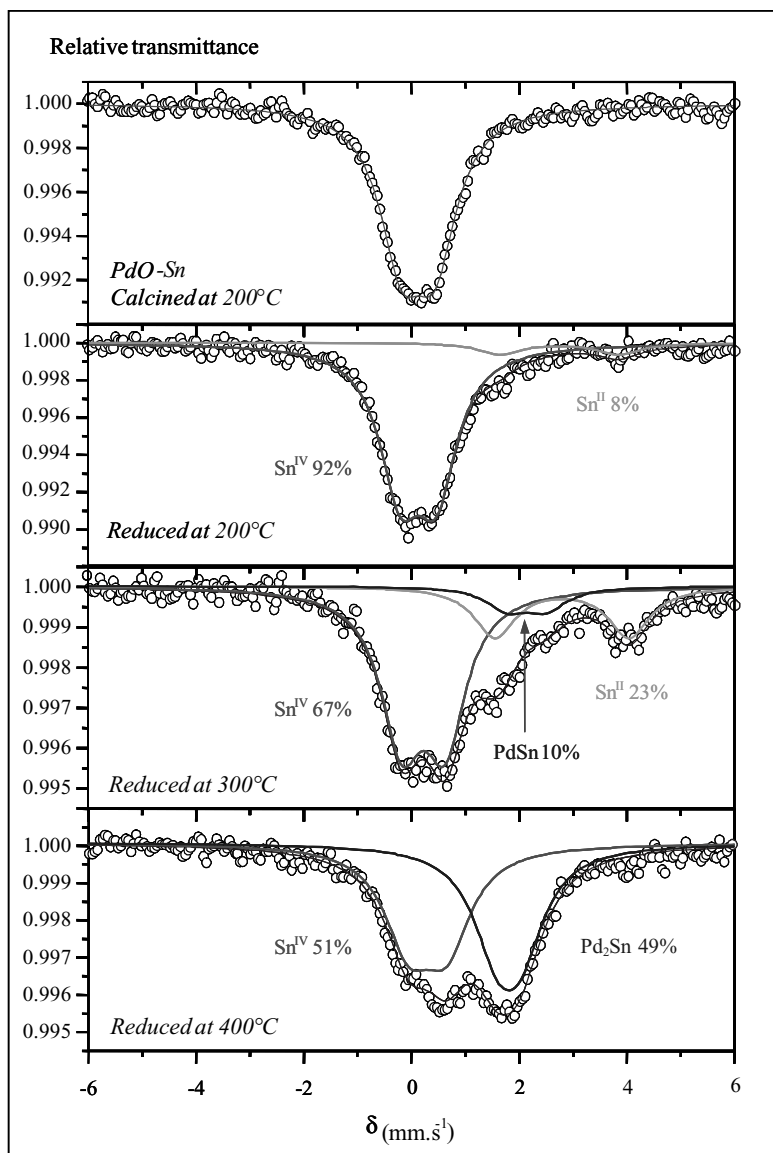 Relative transmittance
1.000
0.998
0.996
0.994
0.992
PdO-Sn
Calcined at 200°C
1.000
0.998
0.996
0.994
0.992
0.990
Sn^II 8%
Sn^IV 92%
Reduced at 200°C
1.000
0.999
0.998
0.997
0.996
0.995
Sn^IV 67%
Sn^II 23%
PdSn 10%
Reduced at 300°C
1.000
0.999
0.998
0.997
0.996
0.995
Sn^IV 51%
Pd₂Sn 49%
Reduced at 400°C
-6 -4 -2 0 2 4 6
δ (mm.s⁻¹)